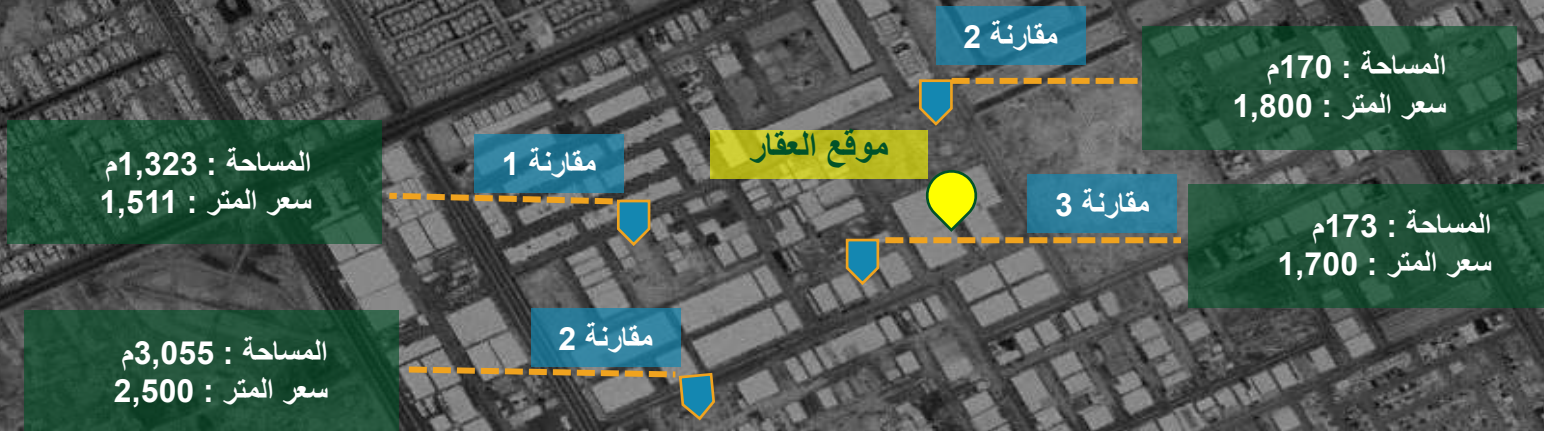 مقارنة 2
المساحة : 170م
سعر المتر : 1,800
موقع العقار
مقارنة 1
المساحة : 1,323م
سعر المتر : 1,511
مقارنة 3
المساحة : 173م
سعر المتر : 1,700
مقارنة 2
المساحة : 3,055م
سعر المتر : 2,500